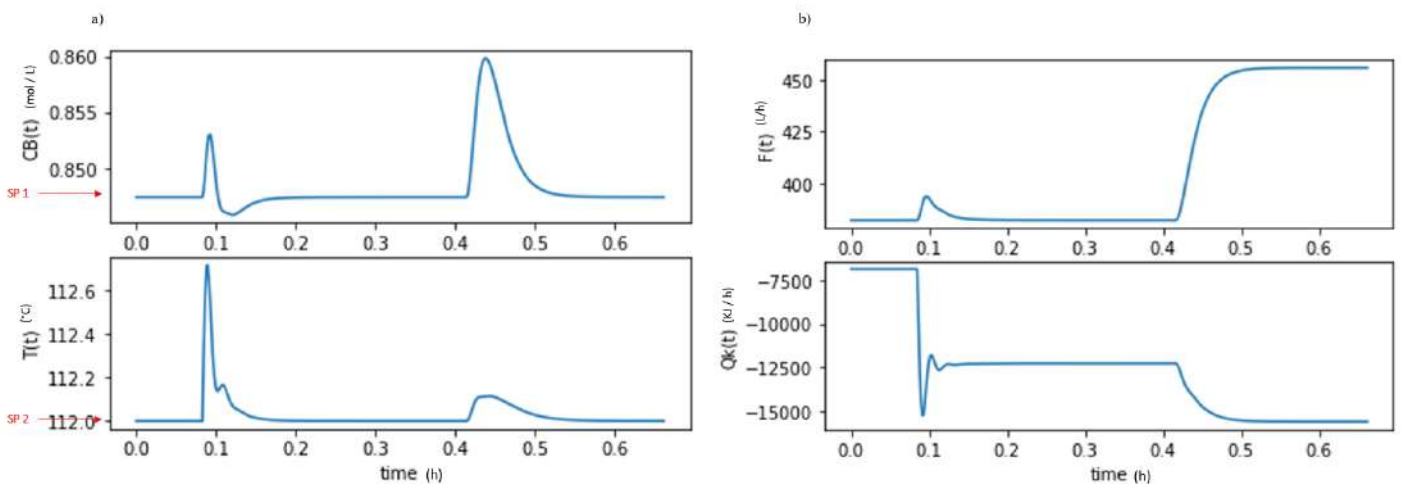 a)
CB(t) (mol / L)
0.860
0.855
0.850
SP 1
0.0 0.1 0.2 0.3 0.4 0.5 0.6
T(t) (°C)
112.6
112.4
112.2
112.0
SP 2
0.0 0.1 0.2 0.3 0.4 0.5 0.6
time (h)
b)
F(t) (L/h)
450
425
400
0.0 0.1 0.2 0.3 0.4 0.5 0.6
Qk(t) (KJ / h)
−7500
−10000
−12500
−15000
0.0 0.1 0.2 0.3 0.4 0.5 0.6
time (h)